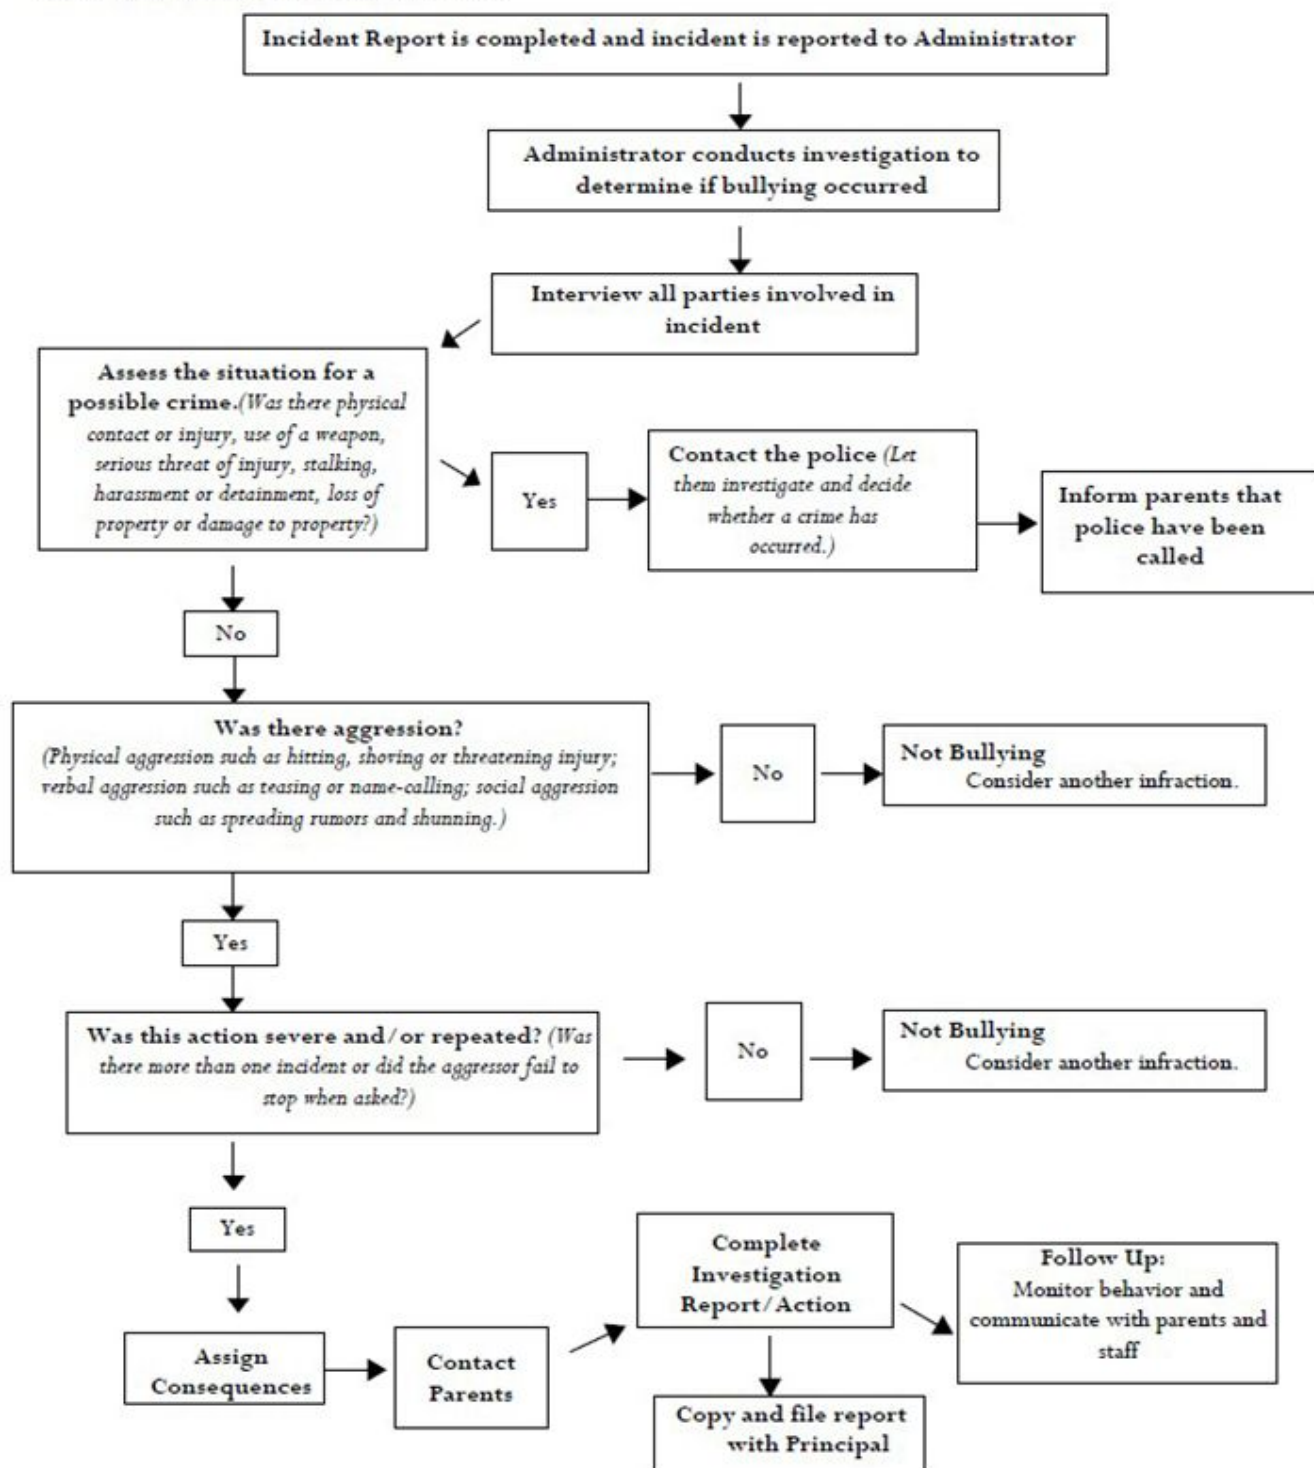 Incident Report is completed and incident is reported to Administrator
Administrator conducts investigation to
determine if bullying occurred
Interview all parties involved in
incident
Assess the situation for a
possible crime.(Was there physical
contact or injury, use of a weapon,
serious threat of injury, stalking,
harassment or detainment, loss of
property or damage to property?)
Yes
Contact the police (Let
them investigate and decide
whether a crime has
occurred.)
Inform parents that
police have been
called
No
Was there aggression?
(Physical aggression such as hitting, shoving or threatening injury;
verbal aggression such as teasing or name-calling; social aggression
such as spreading rumors and shunning.)
No
Not Bullying
Consider another infraction.
Yes
Was this action severe and/or repeated? (Was
there more than one incident or did the aggressor fail to
stop when asked?)
No
Not Bullying
Consider another infraction.
Yes
Assign
Consequences
Contact
Parents
Complete
Investigation
Report/Action
Follow Up:
Monitor behavior and
communicate with parents and
staff
Copy and file report
with Principal